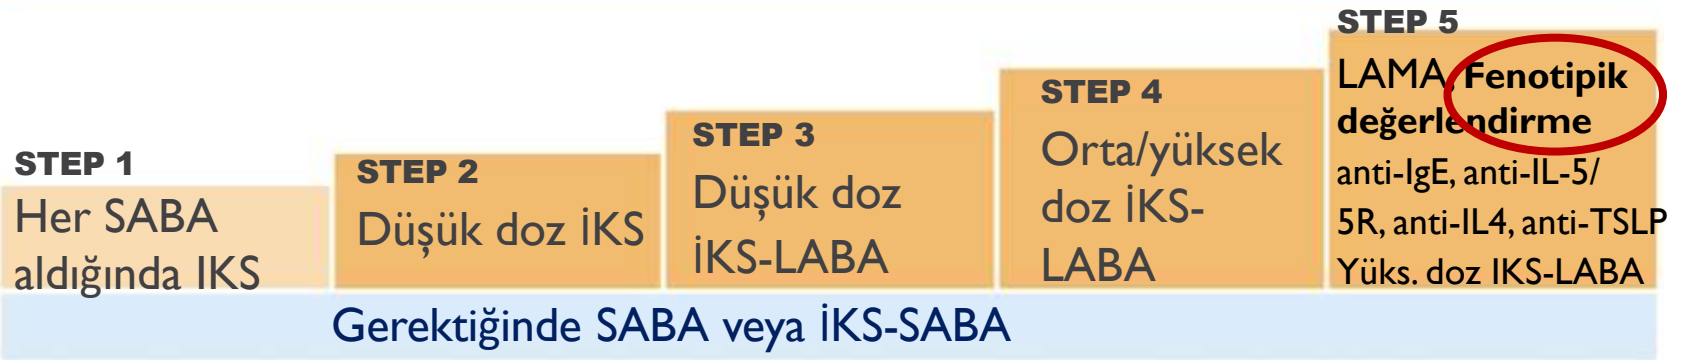 STEP 1
Her SABA
aldığında IKS
STEP 2
Düşük doz İKS
STEP 3
Düşük doz
İKS-LABA
STEP 4
Orta/yüksek
doz İKS-
LABA
STEP 5
LAMA, Fenotipik
değerlendirme
anti-IgE, anti-IL-5/
5R, anti-IL4, anti-TSLP
Yüks. doz IKS-LABA
Gerektiğinde SABA veya İKS-SABA